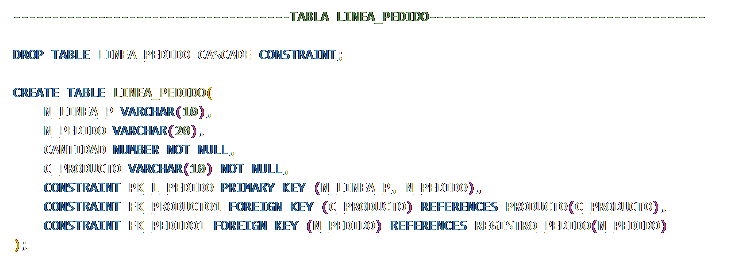 ------------------------------------TABLA LINEA_PEDIDO------------------------------------
DROP TABLE LINEA_PEDIDO CASCADE CONSTRAINT;
CREATE TABLE LINEA_PEDIDO(
N_LINEA_P VARCHAR(10),
N_PEDIDO VARCHAR(20),
CANTIDAD NUMBER NOT NULL,
C_PRODUCTO VARCHAR(10) NOT NULL,
CONSTRAINT PK_L_PEDIDO PRIMARY KEY (N_LINEA_P, N_PEDIDO),
CONSTRAINT FK_PRODUCTO1 FOREIGN KEY (C_PRODUCTO) REFERENCES PRODUCTO(C_PRODUCTO),
CONSTRAINT FK_PEDIDO1 FOREIGN KEY (N_PEDIDO) REFERENCES REGISTRO_PEDIDO(N_PEDIDO)
);